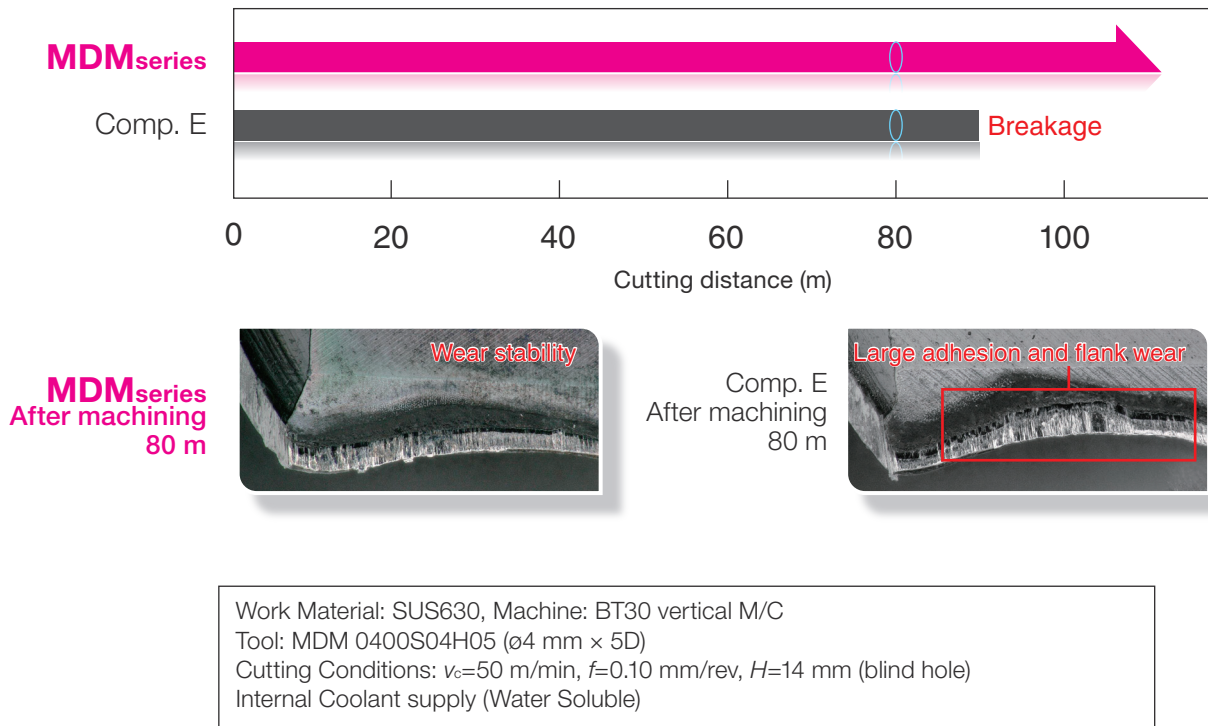 MDMseries
Comp. E
Breakage
0 20 40 60 80 100
Cutting distance (m)
MDMseries
After machining
80 m
Wear stability
Comp. E
After machining
80 m
Large adhesion and flank wear
Work Material: SUS630, Machine: BT30 vertical M/C
Tool: MDM 0400S04H05 (ø4 mm × 5D)
Cutting Conditions: vc=50 m/min, f=0.10 mm/rev, H=14 mm (blind hole)
Internal Coolant supply (Water Soluble)